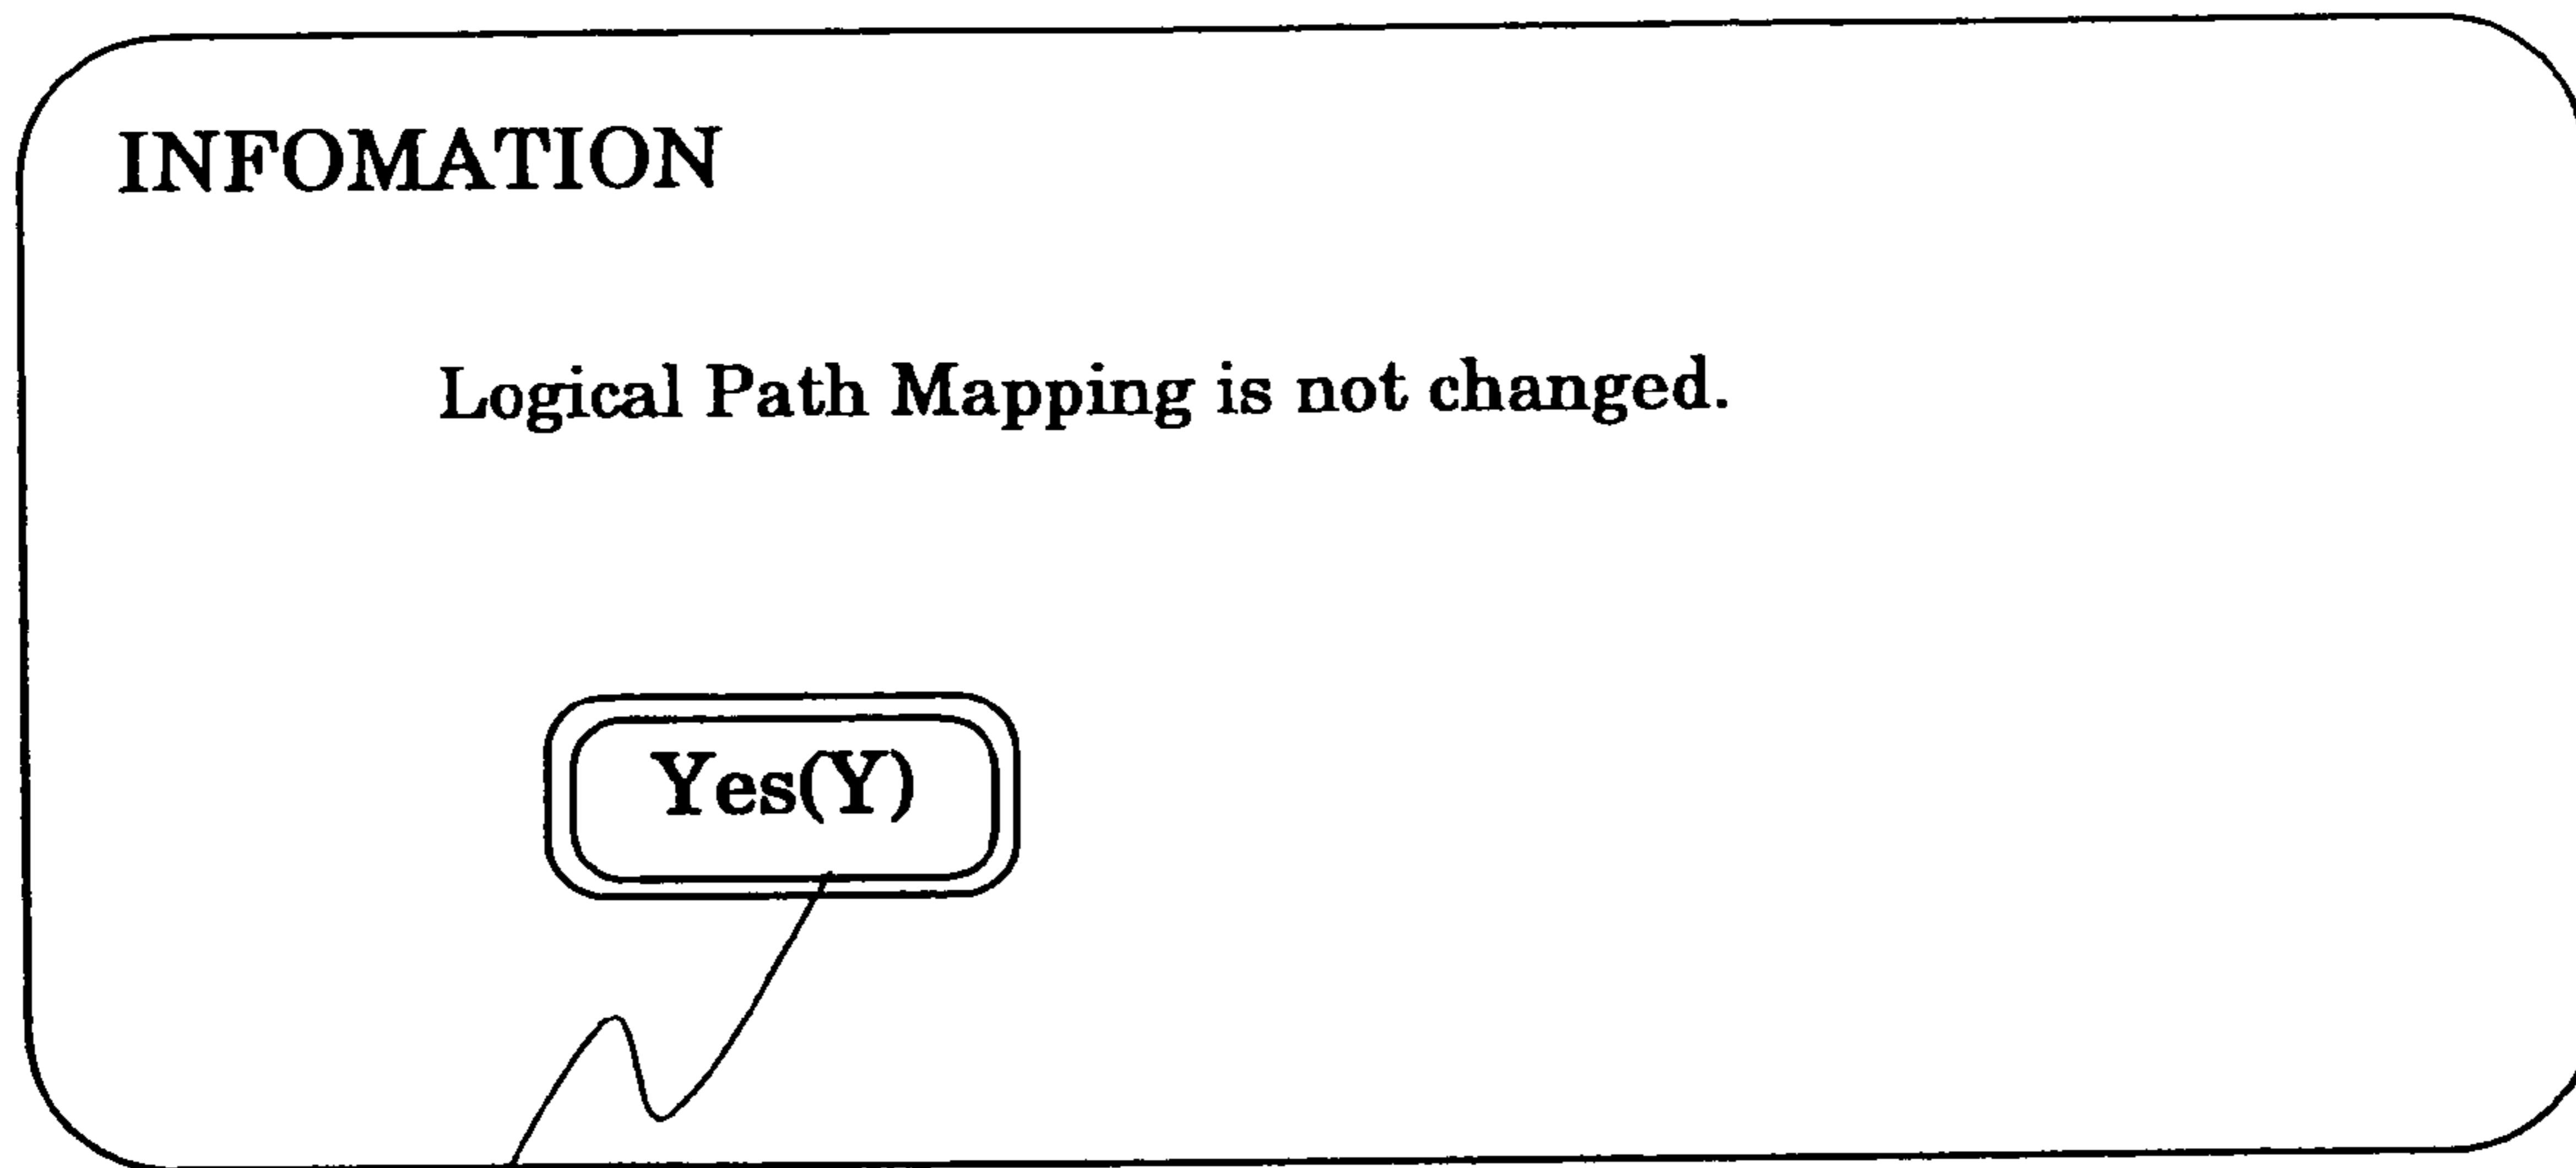 INFOMATION
Logical Path Mapping is not changed.
Yes(Y)